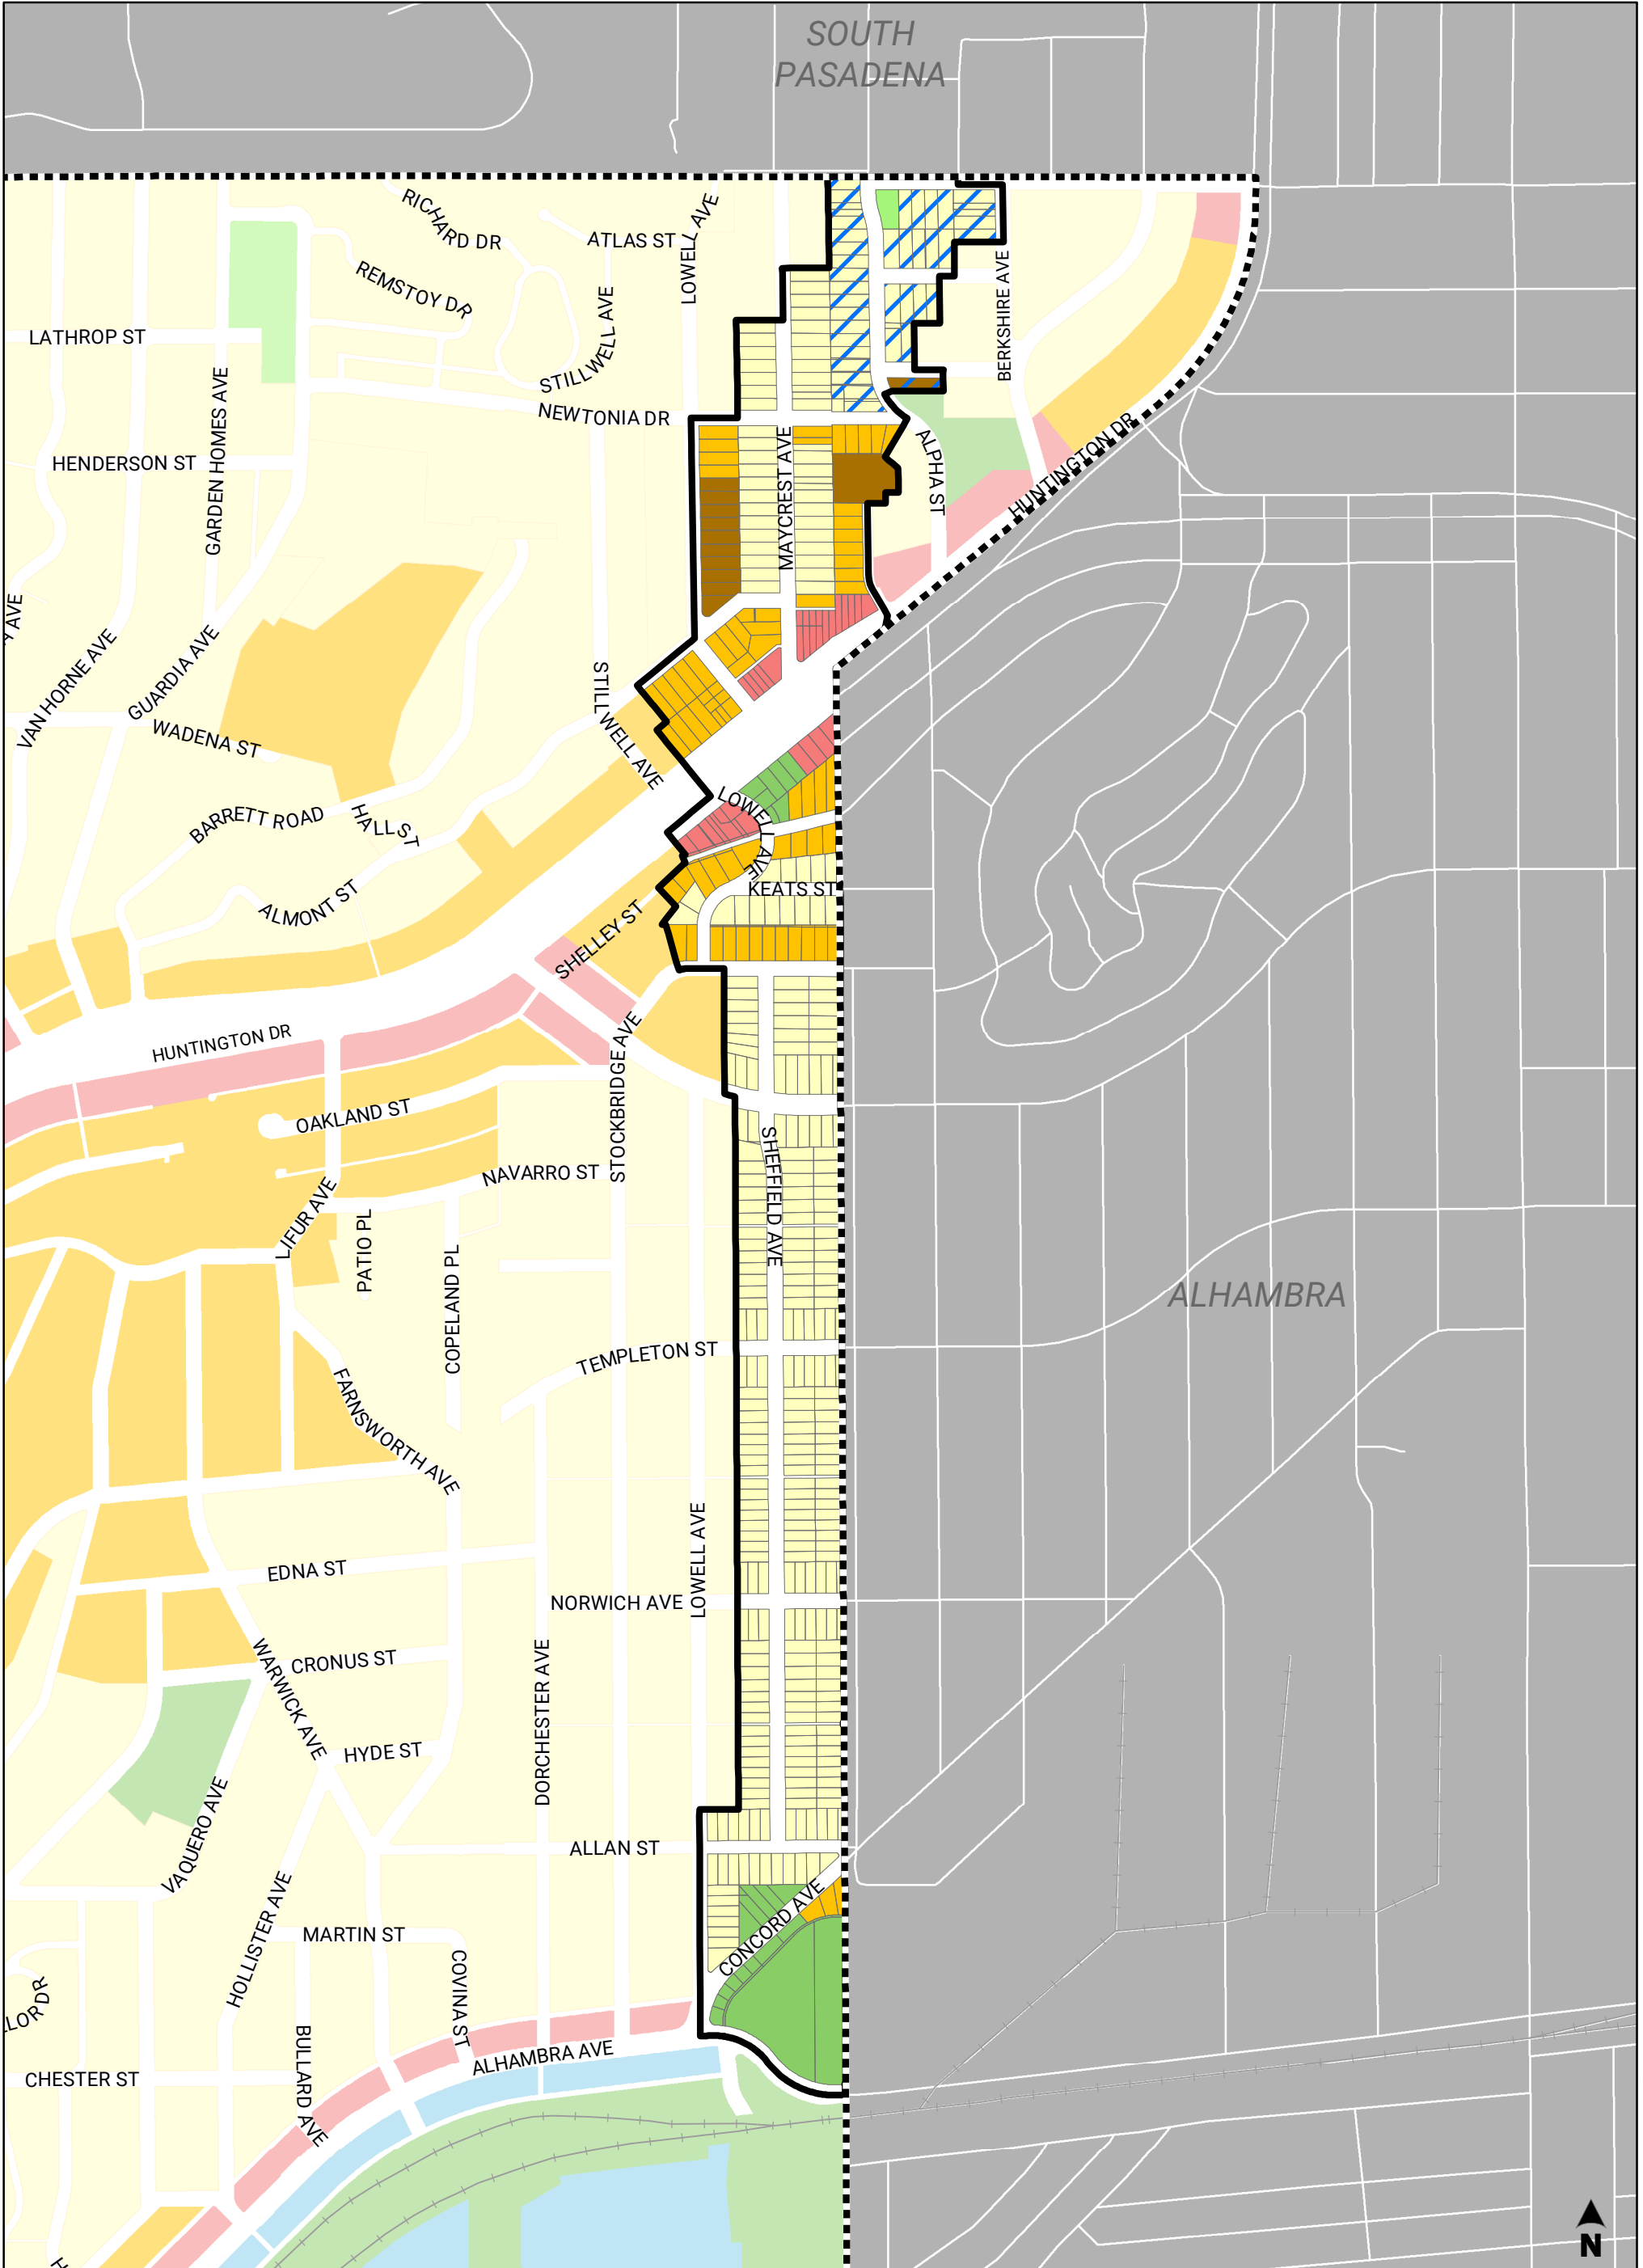 SOUTH
PASADENA
RICHARD DR
ATLAS ST
LOWELL AVE
REMSTOY DR
STILLWELL AVE
BERKSHIRE AVE
LATHROP ST
GARDEN HOMES AVE
NEWTONIA DR
HENDERSON ST
MAYCREST AVE
ALPHA ST
HUNTINGTON DR
AVE
VAN HORNE AVE
GUARDIA AVE
WADENA ST
STILLWELL AVE
BARRETT ROAD
HALL ST
LOWELL AVE
KEATS ST
ALMONT ST
SHELLEY ST
HUNTINGTON DR
STOCKBRIDGE AVE
OAKLAND ST
NAVARRO ST
SHEFFIELD AVE
LIFUR AVE
PATIO PL
COPELAND PL
ALHAMBRA
TEMPLETON ST
FARNSWORTH AVE
LOWELL AVE
EDNA ST
NORWICH AVE
WARWICK AVE
CRONUS ST
DORCHESTER AVE
HYDE ST
VAQUERO AVE
ALLAN ST
HOLLISTER AVE
CONCORD AVE
MARTIN ST
COVINA ST
LOR DR
BULLARD AVE
ALHAMBRA AVE
CHESTER ST
N